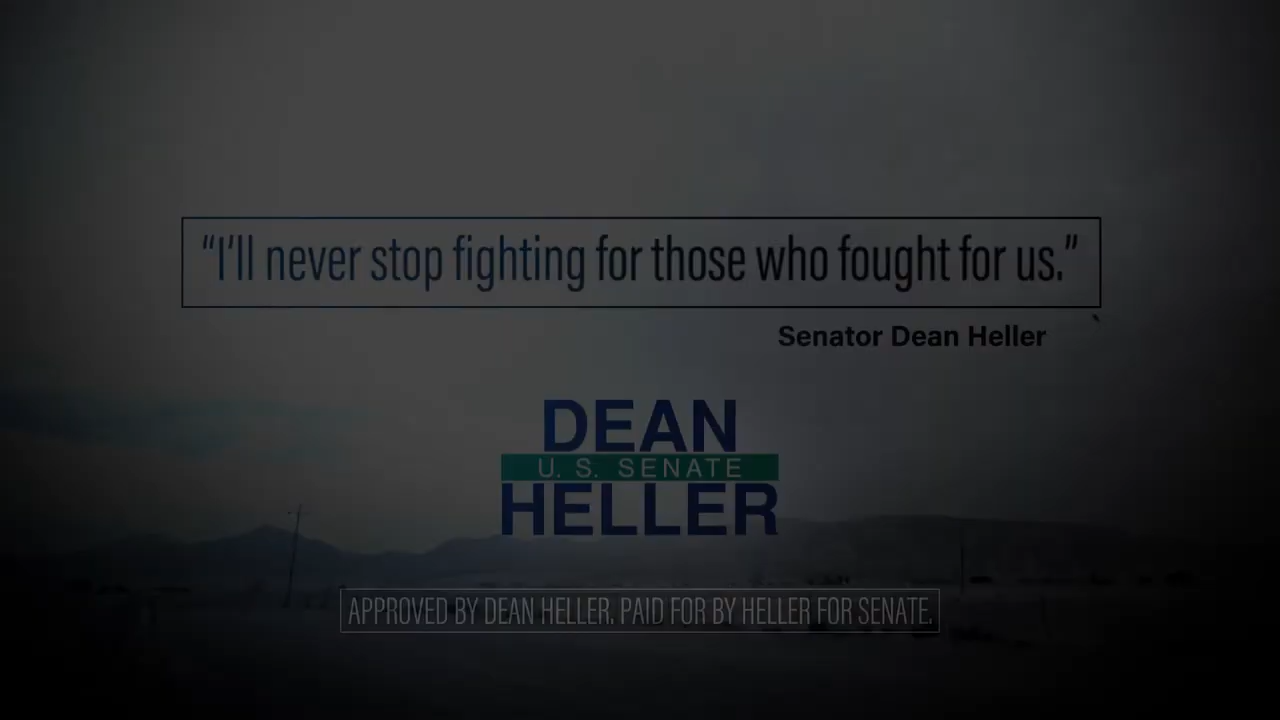 “I’ll never stop fighting for those who fought for us.”
Senator Dean Heller
DEAN
U. S. SENATE
HELLER
APPROVED BY DEAN HELLER. PAID FOR BY HELLER FOR SENATE.